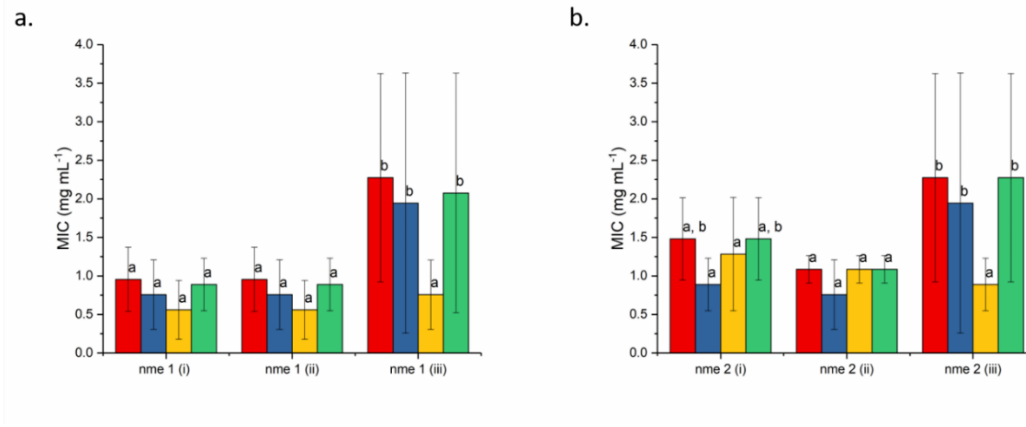 a.
4.0
3.5
3.0
2.5
2.0
1.5
1.0
0.5
0.0
MIC (mg mL⁻¹)
a a a a
a a a a
b b a b
nme 1 (i) nme 1 (ii) nme 1 (iii)
b.
4.0
3.5
3.0
2.5
2.0
1.5
1.0
0.5
0.0
MIC (mg mL⁻¹)
a, b a a a, b
a a a a
b b a b
nme 2 (i) nme 2 (ii) nme 2 (iii)